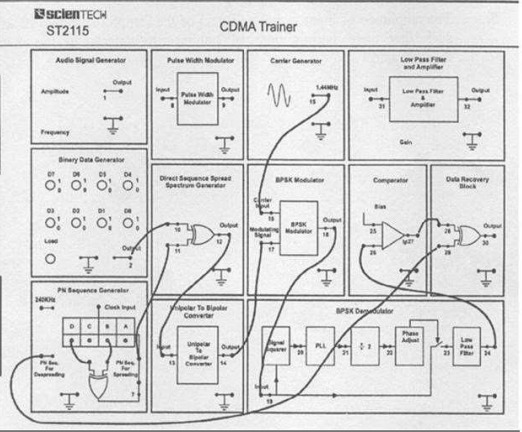 SCIENTECH
ST2115
CDMA Trainer
Audio Signal Generator
Amplitude
Output
1
Frequency
Pulse Width Modulator
Input
8
Pulse Width
Modulator
Output
9
Carrier Generator
1.44MHz
15
Low Pass Filter
and Amplifier
Input
31
Low Pass Filter
&
Amplifier
Output
32
Gain
Binary Data Generator
D7 D6 D5 D4
D3 D2 D1 D0
Load
Output
2
Direct Sequence Spread
Spectrum Generator
10
11
Output
12
BPSK Modulator
Carrier
Input
16
Modulating
Signal
17
BPSK
Modulator
Output
18
Comparator
Bias
25
26
Data Recovery
Block
28
29
Output
30
PN Sequence Generator
240KHz
Clock Input
D C B A
PN Seq.
For
Despreading
PN Seq.
For
Spreading
7
Unipolar To Bipolar
Converter
Input
13
Unipolar
To
Bipolar
Converter
Output
14
BPSK Demodulator
Signal
Squarer
20
PLL
21
÷ 2
22
Phase
Adjust
23
Low
Pass
Filter
24
Input
19